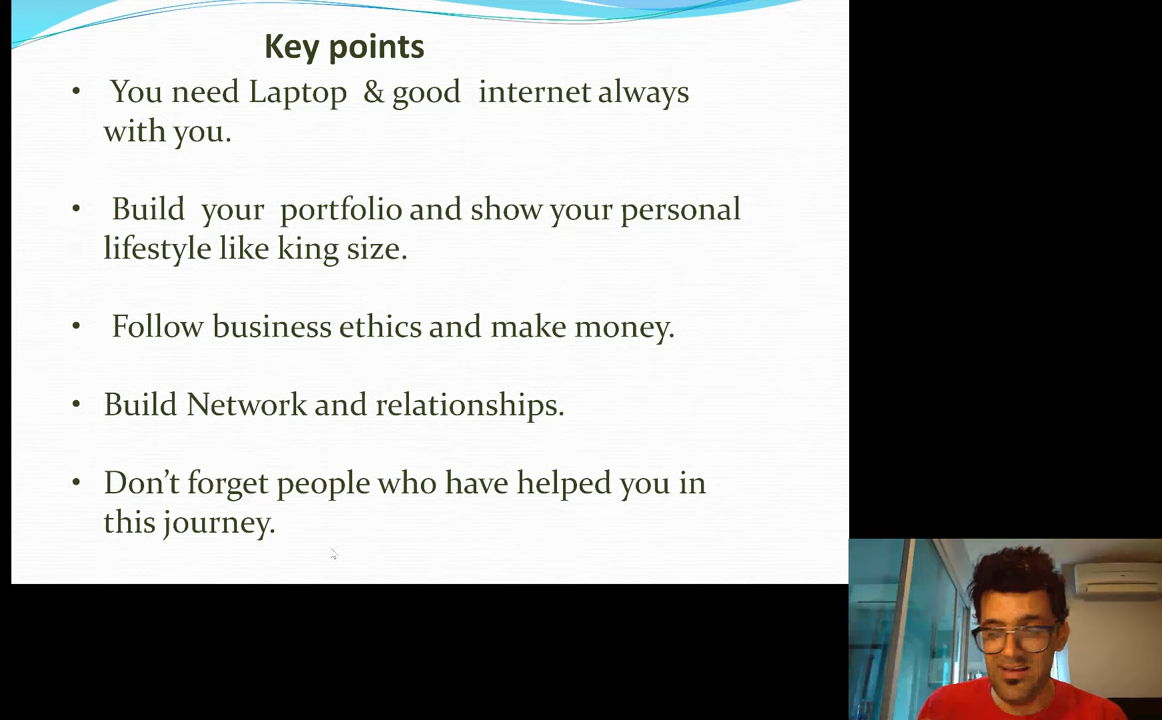 Key points
• You need Laptop & good internet always
with you.
• Build your portfolio and show your personal
lifestyle like king size.
• Follow business ethics and make money.
• Build Network and relationships.
• Don’t forget people who have helped you in
this journey.